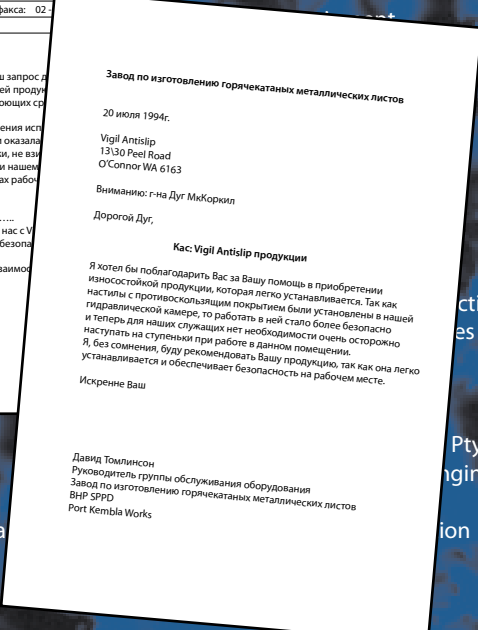 факса: 02 -
запрос
Завод по изготовлению горячекатаных металлических листов
20 июля 1994г.
Vigil Antislip
13\30 Peel Road
O'Connor WA 6163
Вниманию: г-на Дуг МкКоркил
Дорогой Дуг,
Кас: Vigil Antislip продукции
Я хотел бы поблагодарить Вас за Вашу помощь в приобретении
износостойкой продукции, которая легко устанавливается. Так как
настилы с противоскользящим покрытием были установлены в нашей
гидравлической камере, то работать в ней стало более безопасно
и теперь для наших служащих нет необходимости очень осторожно
наступать на ступеньки при работе в данном помещении.
Я, без сомнения, буду рекомендовать Вашу продукцию, так как она легко
устанавливается и обеспечивает безопасность на рабочем месте.
Искренне Ваш
Давид Томлинсон
Руководитель группы обслуживания оборудования
Завод по изготовлению горячекатаных металлических листов
BHP SPPD
Port Kembla Works
Pty